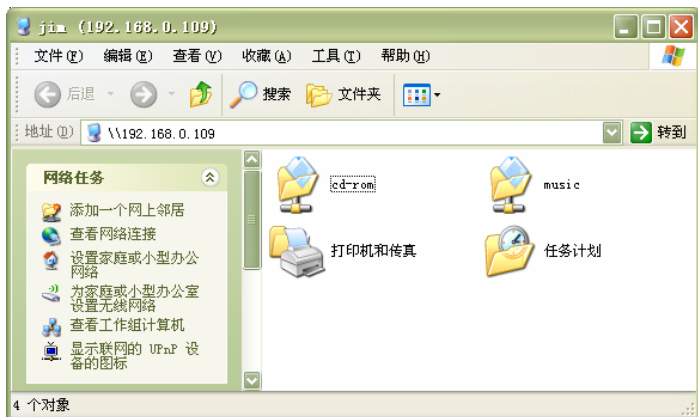 jim (192.168.0.109)
文件(F) 编辑(E) 查看(V) 收藏(A) 工具(T) 帮助(H)
后退 搜索 文件夹
地址(D) \\192.168.0.109 转到
网络任务
添加一个网上邻居
查看网络连接
设置家庭或小型办公
网络
为家庭或小型办公室
设置无线网络
查看工作组计算机
显示联网的 UPnP 设
备的图标
cd-rom music
打印机和传真 任务计划
4 个对象